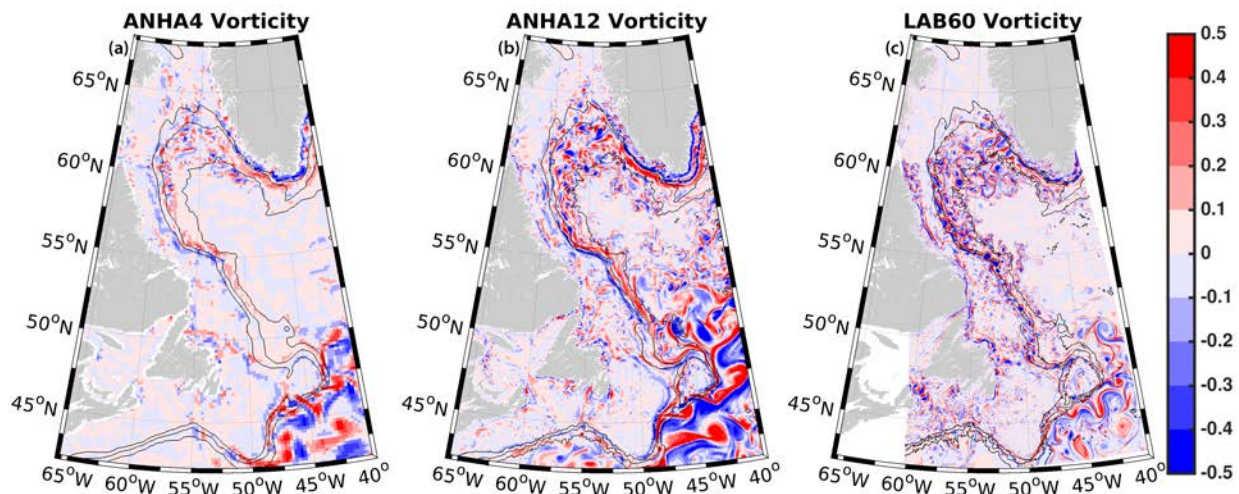 ANHA4 Vorticity
(a)
65°N
60°N
55°N
50°N
45°N
65°W
60°W
55°W
50°W
45°W
40°
ANHA12 Vorticity
(b)
65°N
60°N
55°N
50°N
45°N
65°W
60°W
55°W
50°W
45°W
40°
LAB60 Vorticity
(c)
65°N
60°N
55°N
50°N
45°N
65°W
60°W
55°W
50°W
45°W
40°
0.5
0.4
0.3
0.2
0.1
0
-0.1
-0.2
-0.3
-0.4
-0.5